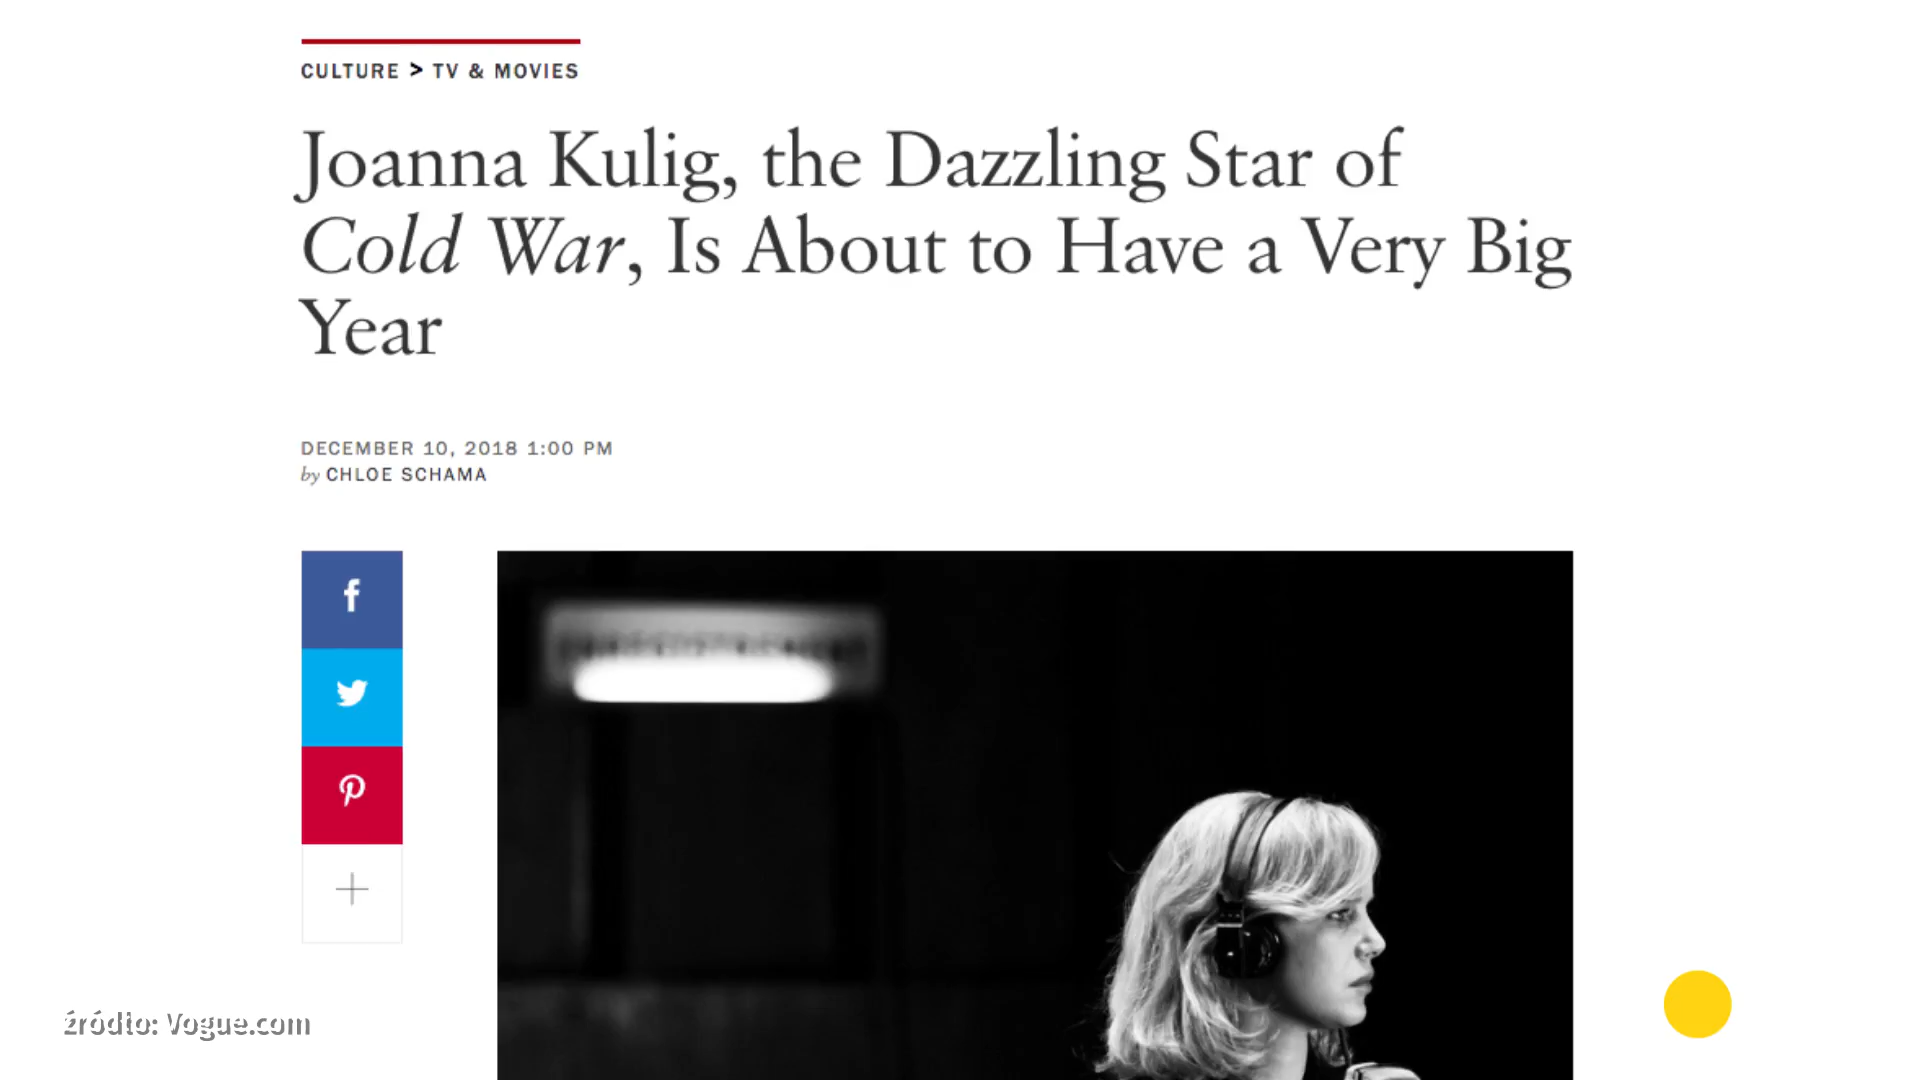 CULTURE > TV & MOVIES
Joanna Kulig, the Dazzling Star of
Cold War, Is About to Have a Very Big
Year
DECEMBER 10, 2018 1:00 PM
by CHLOE SCHAMA
źródło: Vogue.com